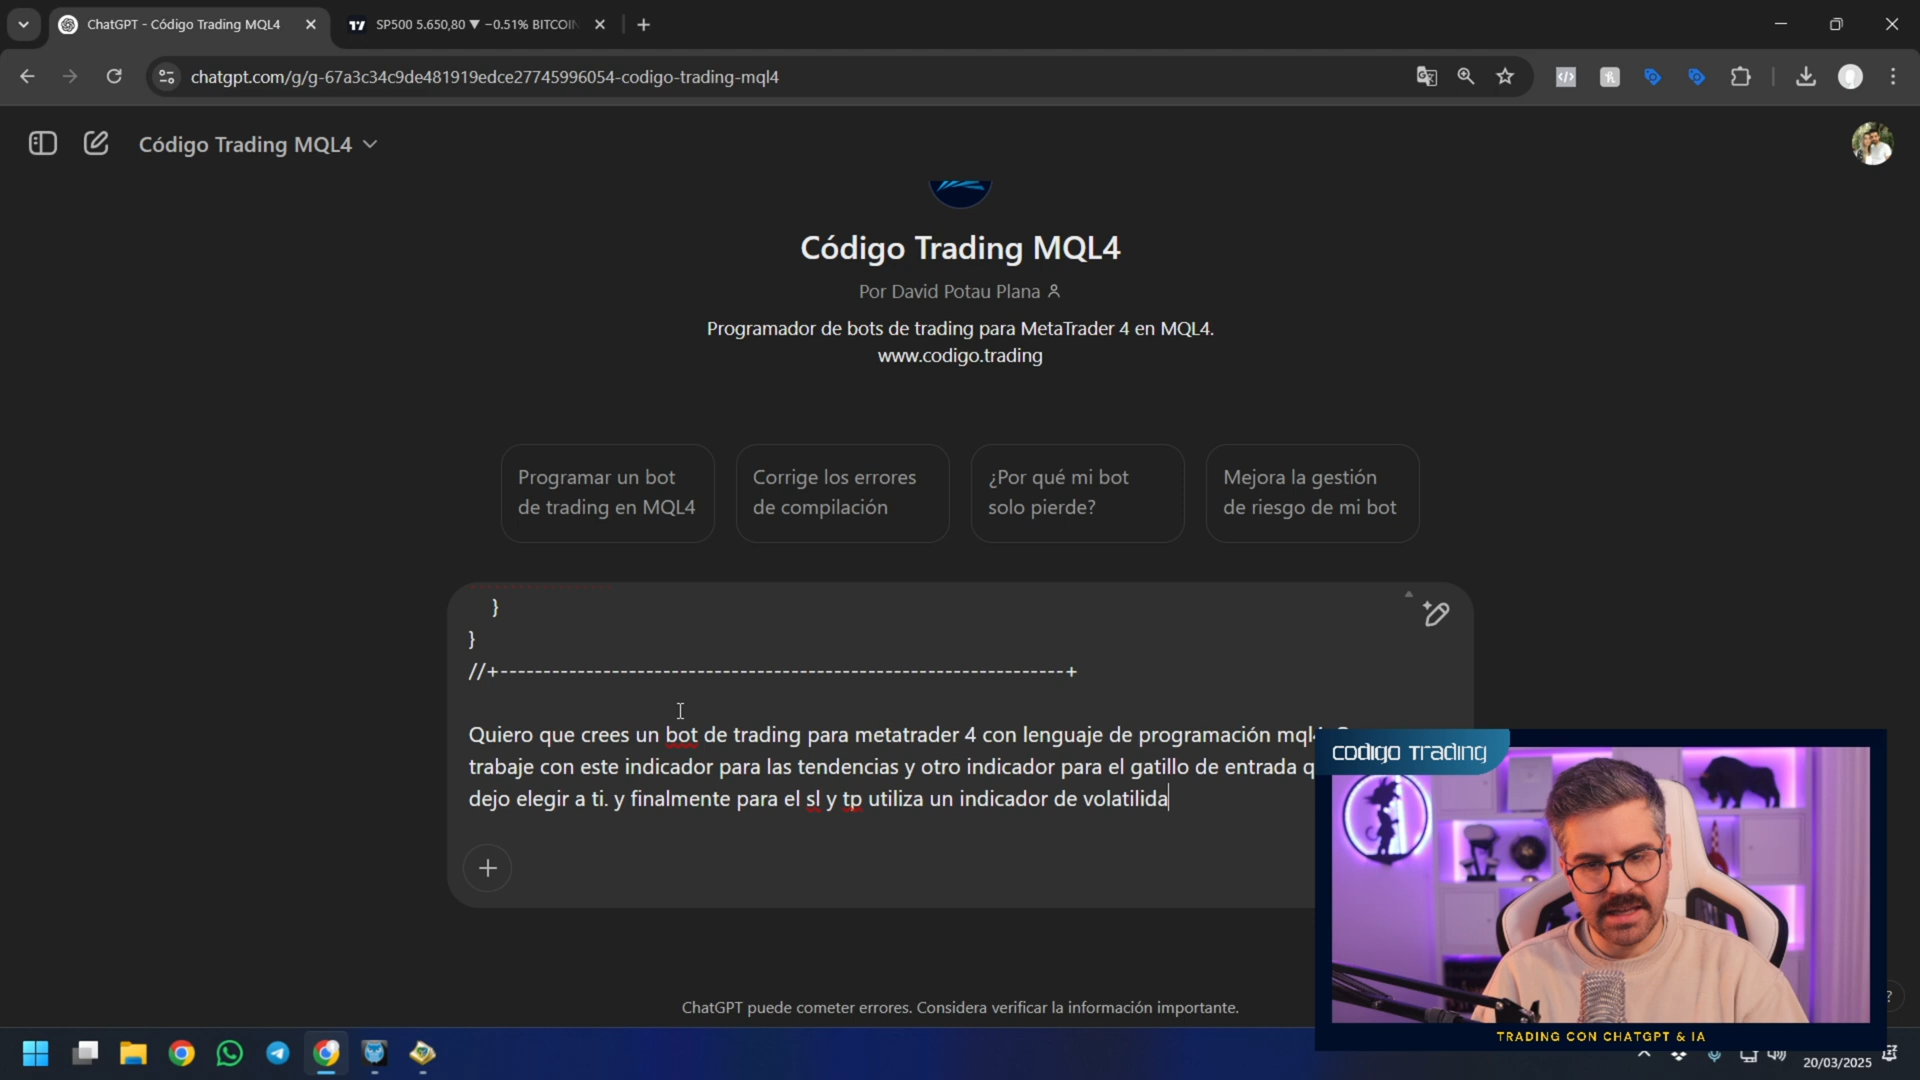 ChatGPT - Código Trading MQL4
SP500 5.650,80 ▼ −0.51% BITCOIN
chatgpt.com/g/g-67a3c34c9de481919edce27745996054-codigo-trading-mql4
Código Trading MQL4
Código Trading MQL4
Por David Potau Plana
Programador de bots de trading para MetaTrader 4 en MQL4.
www.codigo.trading
Programar un bot
de trading en MQL4
Corrige los errores
de compilación
¿Por qué mi bot
solo pierde?
Mejora la gestión
de riesgo de mi bot
}
}
//+------------------------------------------------------------------+
Quiero que crees un bot de trading para metatrader 4 con lenguaje de programación
trabaje con este indicador para las tendencias y otro indicador para el gatillo de entrada
dejo elegir a ti. y finalmente para el sl y tp utiliza un indicador de volatilida
codigo Trading
ChatGPT puede cometer errores. Considera verificar la información importante.
TRADING CON CHATGPT & IA
20/03/2025